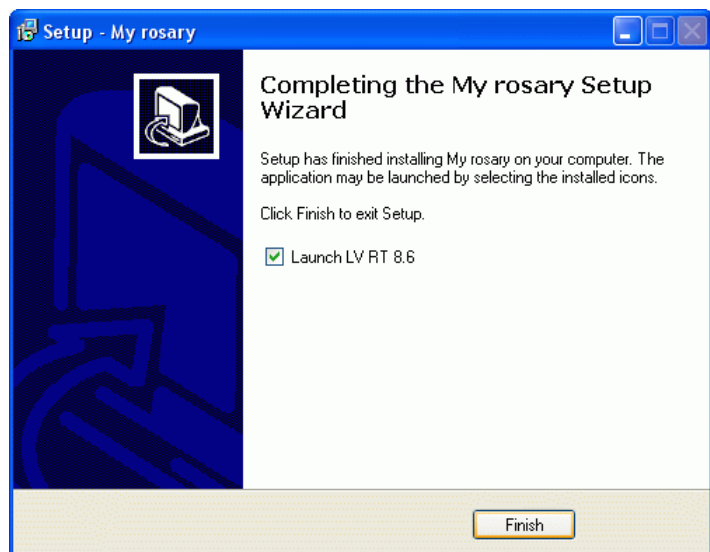 Setup - My rosary
Completing the My rosary Setup
Wizard
Setup has finished installing My rosary on your computer. The
application may be launched by selecting the installed icons.
Click Finish to exit Setup.
Launch LV RT 8.6
Finish